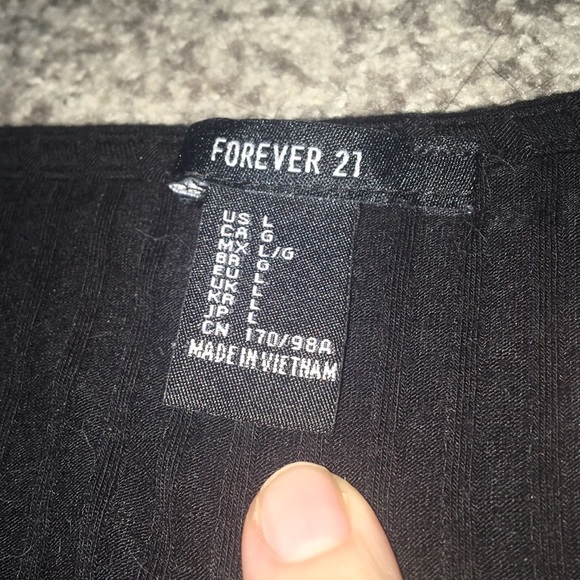 FOREVER 21
US L
CA G
MX L/G
BR G
EU L
UK L
KR L
JP L
CN 170/98A
MADE IN VIETNAM